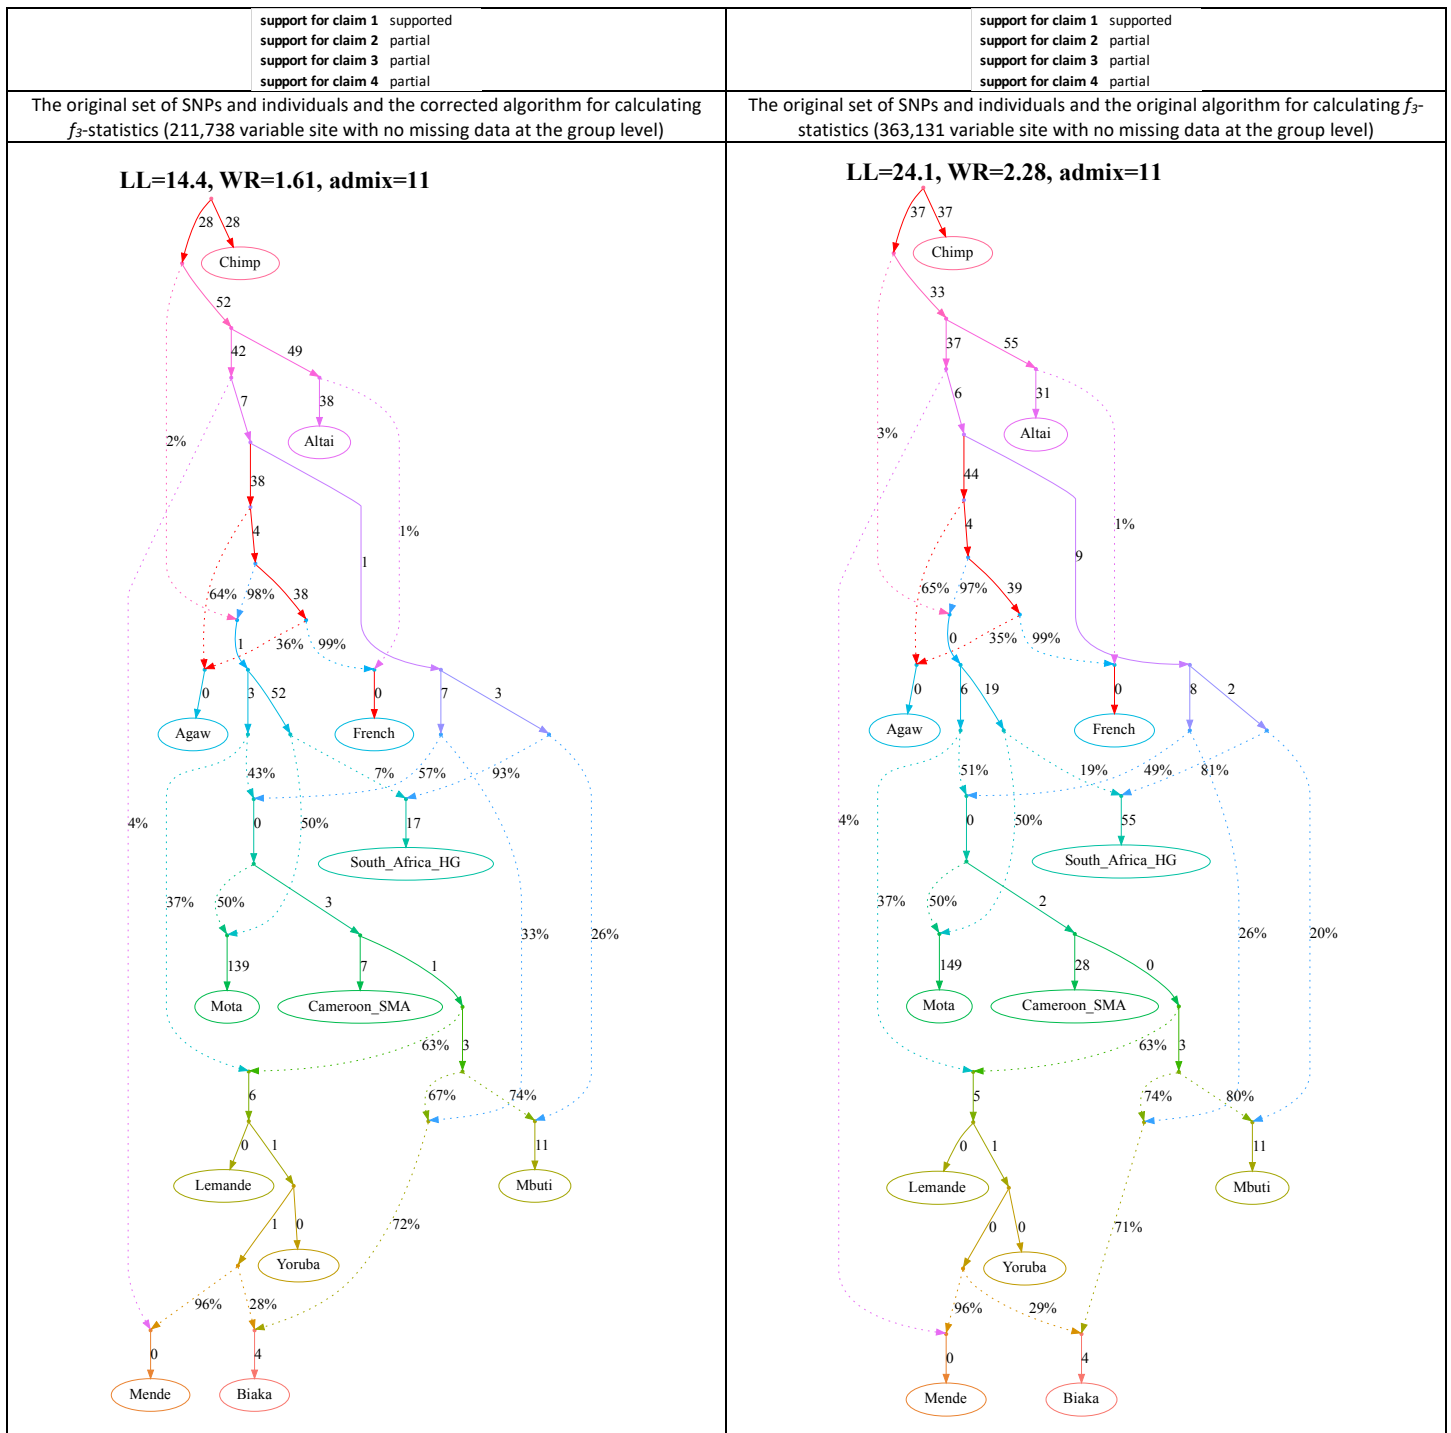 support for claim 1 supported
support for claim 2 partial
support for claim 3 partial
support for claim 4 partial
The original set of SNPs and individuals and the corrected algorithm for calculating
f3-statistics (211,738 variable site with no missing data at the group level)
LL=14.4, WR=1.61, admix=11
28 28
Chimp
52
42 49
7 38
Altai
2%
38
4 1%
1
64% 98% 38
1 36% 99%
0 3 52 0 7 3
Agaw French
43% 7% 57% 93%
4% 0 50% 17
South_Africa_HG
37% 50% 3
33% 26%
139 7 1
Mota Cameroon_SMA
63% 3
6 67% 74%
0 1 11
Lemande Mbuti
1 0 72%
Yoruba
96% 28%
0 4
Mende Biaka
support for claim 1 supported
support for claim 2 partial
support for claim 3 partial
support for claim 4 partial
The original set of SNPs and individuals and the original algorithm for calculating f3-
statistics (363,131 variable site with no missing data at the group level)
LL=24.1, WR=2.28, admix=11
37 37
Chimp
33
37 55
6 31
Altai
3%
44
4 1%
9
65% 97% 39
0 35% 99%
0 6 19 0 8 2
Agaw French
51% 19% 49% 81%
4% 0 50% 55
South_Africa_HG
37% 50% 2
26% 20%
149 28 0
Mota Cameroon_SMA
63% 3
5 74% 80%
0 1 11
Lemande Mbuti
0 0 71%
Yoruba
96% 29%
0 4
Mende Biaka